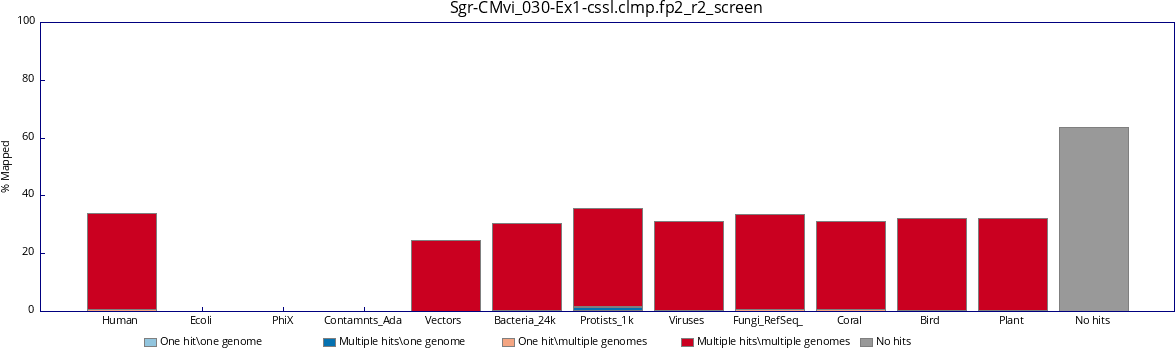 Sgr-CMvi_030-Ex1-cssl.clmp.fp2_r2_screen
100
80
60
40
20
0
% Mapped
Human Ecoli PhiX Contamnts_Ada Vectors Bacteria_24k Protists_1k Viruses Fungi_RefSeq_ Coral Bird Plant No hits
One hit\one genome Multiple hits\one genome One hit\multiple genomes Multiple hits\multiple genomes No hits